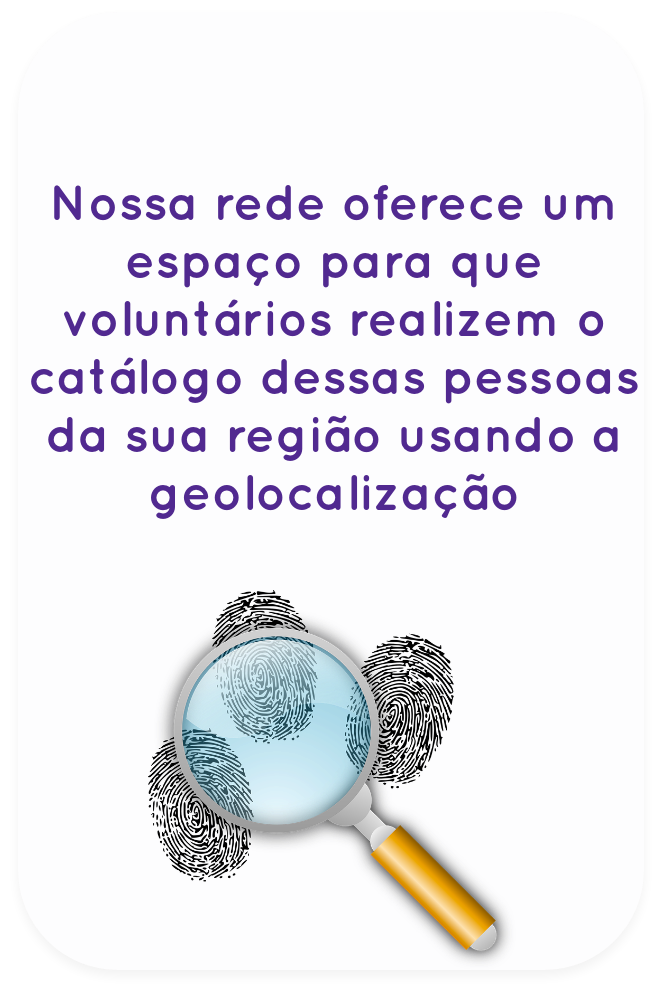 Nossa rede oferece um
espaço para que
voluntários realizem o
catálogo dessas pessoas
da sua região usando a
geolocalização